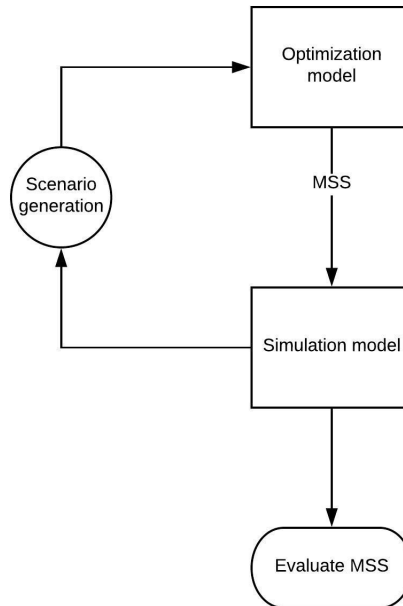 Optimization
model
Scenario
generation
MSS
Simulation model
Evaluate MSS